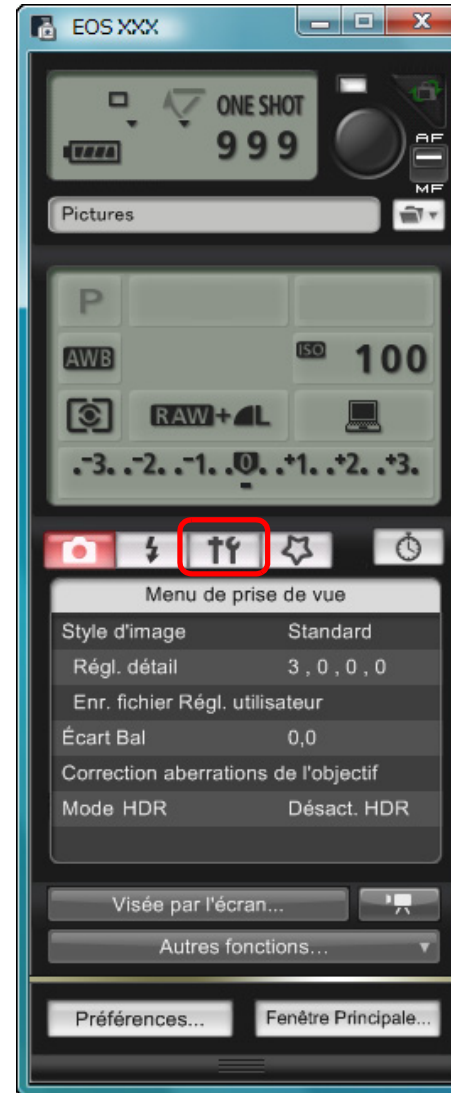 EOS XXX
ONE SHOT
999
AF
MF
Pictures
P
AWB
ISO 100
RAW+L
.-3. .-2. .-1. .0. .+1. .+2. .+3.
Menu de prise de vue
Style d'image Standard
Régl. détail 3 , 0 , 0 , 0
Enr. fichier Régl. utilisateur
Écart Bal 0,0
Correction aberrations de l'objectif
Mode HDR Désact. HDR
Visée par l'écran...
Autres fonctions...
Préférences... Fenêtre Principale...